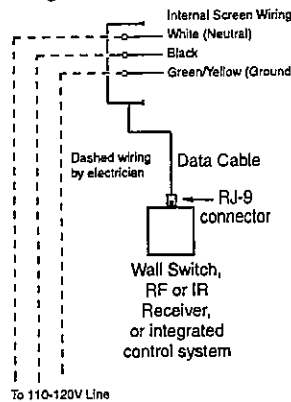 Internal Screen Wiring
White (Neutral)
Black
Green/Yellow (Ground
Dashed wiring
by electrician
Data Cable
RJ-9
connector
Wall Switch,
RF or IR
Receiver,
or integrated
control system
To 110-120V Line